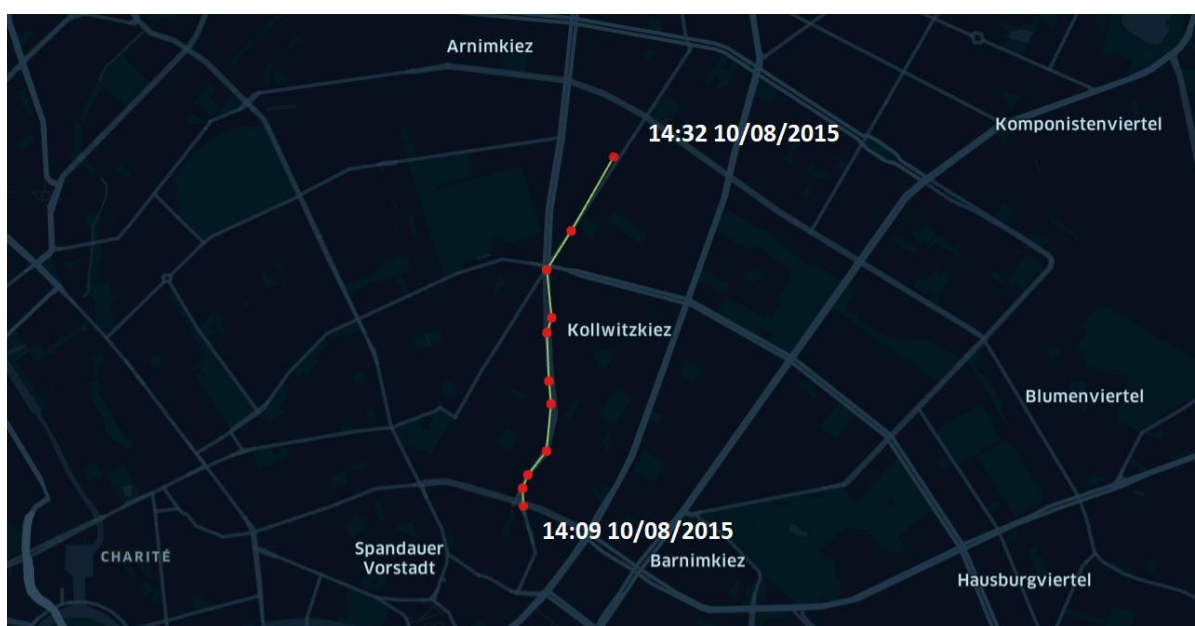 Arnimkiez
14:32 10/08/2015
Komponistenviertel
Kollwitzkiez
Blumenviertel
14:09 10/08/2015
CHARITÉ
Spandauer
Vorstadt
Barnimkiez
Hausburgviertel